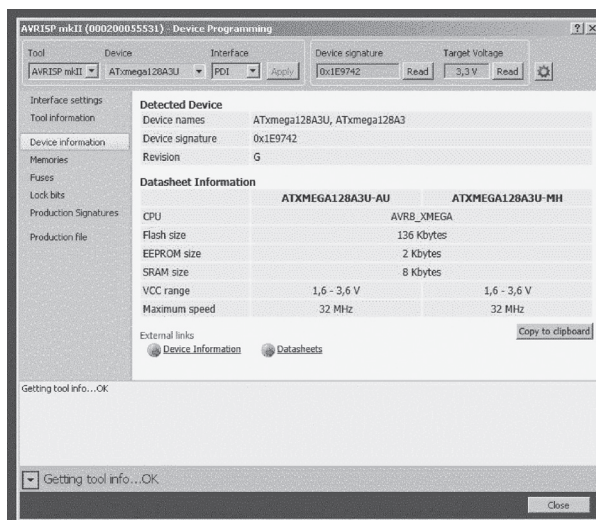 AVRISP mkII (000200055531) - Device Programming
Tool Device Interface Device signature Target Voltage
AVRISP mkII ATxmega128A3U PDI Apply 0x1E9742 Read 3,3 V Read
Interface settings
Tool information
Device information
Memories
Fuses
Lock bits
Production Signatures
Production file
Detected Device
Device names ATxmega128A3U, ATxmega128A3
Device signature 0x1E9742
Revision G
Datasheet Information
ATXMEGA128A3U-AU ATXMEGA128A3U-MH
CPU AVR8_XMEGA
Flash size 136 Kbytes
EEPROM size 2 Kbytes
SRAM size 8 Kbytes
VCC range 1,6 - 3,6 V 1,6 - 3,6 V
Maximum speed 32 MHz 32 MHz
External links
Device Information Datasheets
Copy to clipboard
Getting tool info...OK
Getting tool info...OK
Close